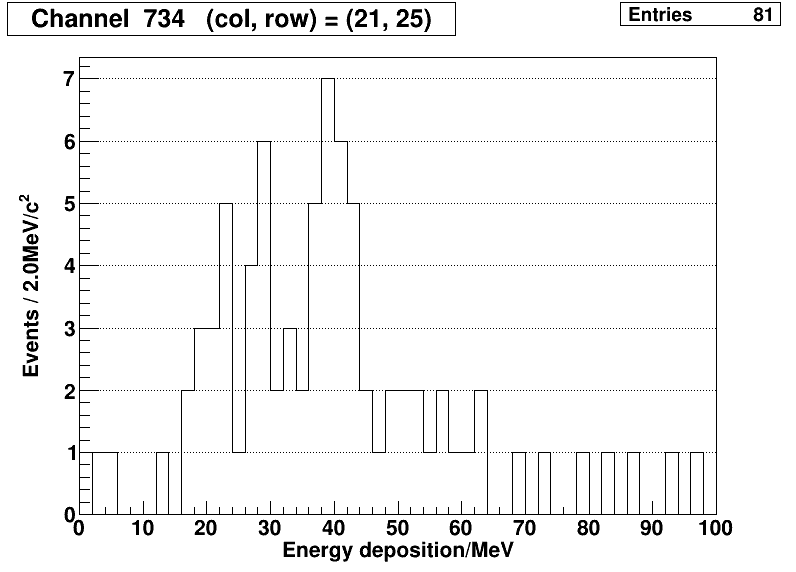 Channel 734 (col, row) = (21, 25)
Entries 81
Events / 2.0MeV/c2
7
6
5
4
3
2
1
0
0 10 20 30 40 50 60 70 80 90 100
Energy deposition/MeV